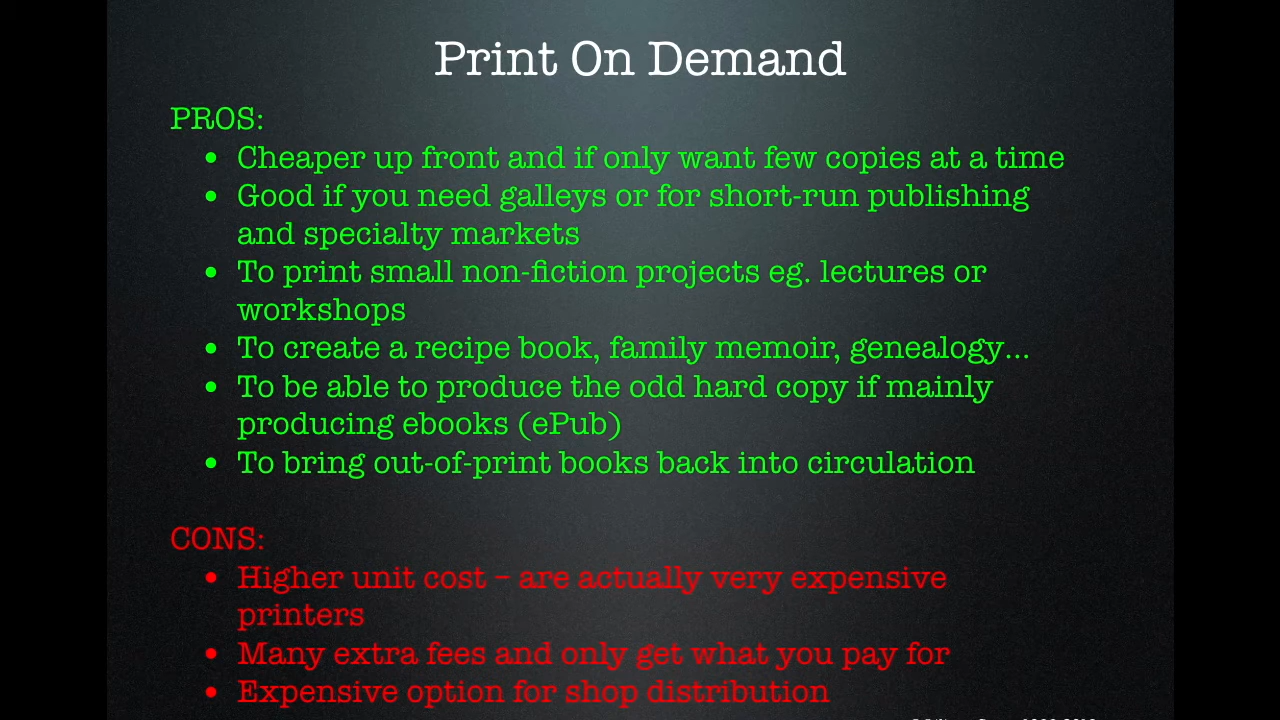 Print On Demand
PROS:
• Cheaper up front and if only want few copies at a time
• Good if you need galleys or for short-run publishing
and specialty markets
• To print small non-fiction projects eg. lectures or
workshops
• To create a recipe book, family memoir, genealogy...
• To be able to produce the odd hard copy if mainly
producing ebooks (ePub)
• To bring out-of-print books back into circulation
CONS:
• Higher unit cost – are actually very expensive
printers
• Many extra fees and only get what you pay for
• Expensive option for shop distribution